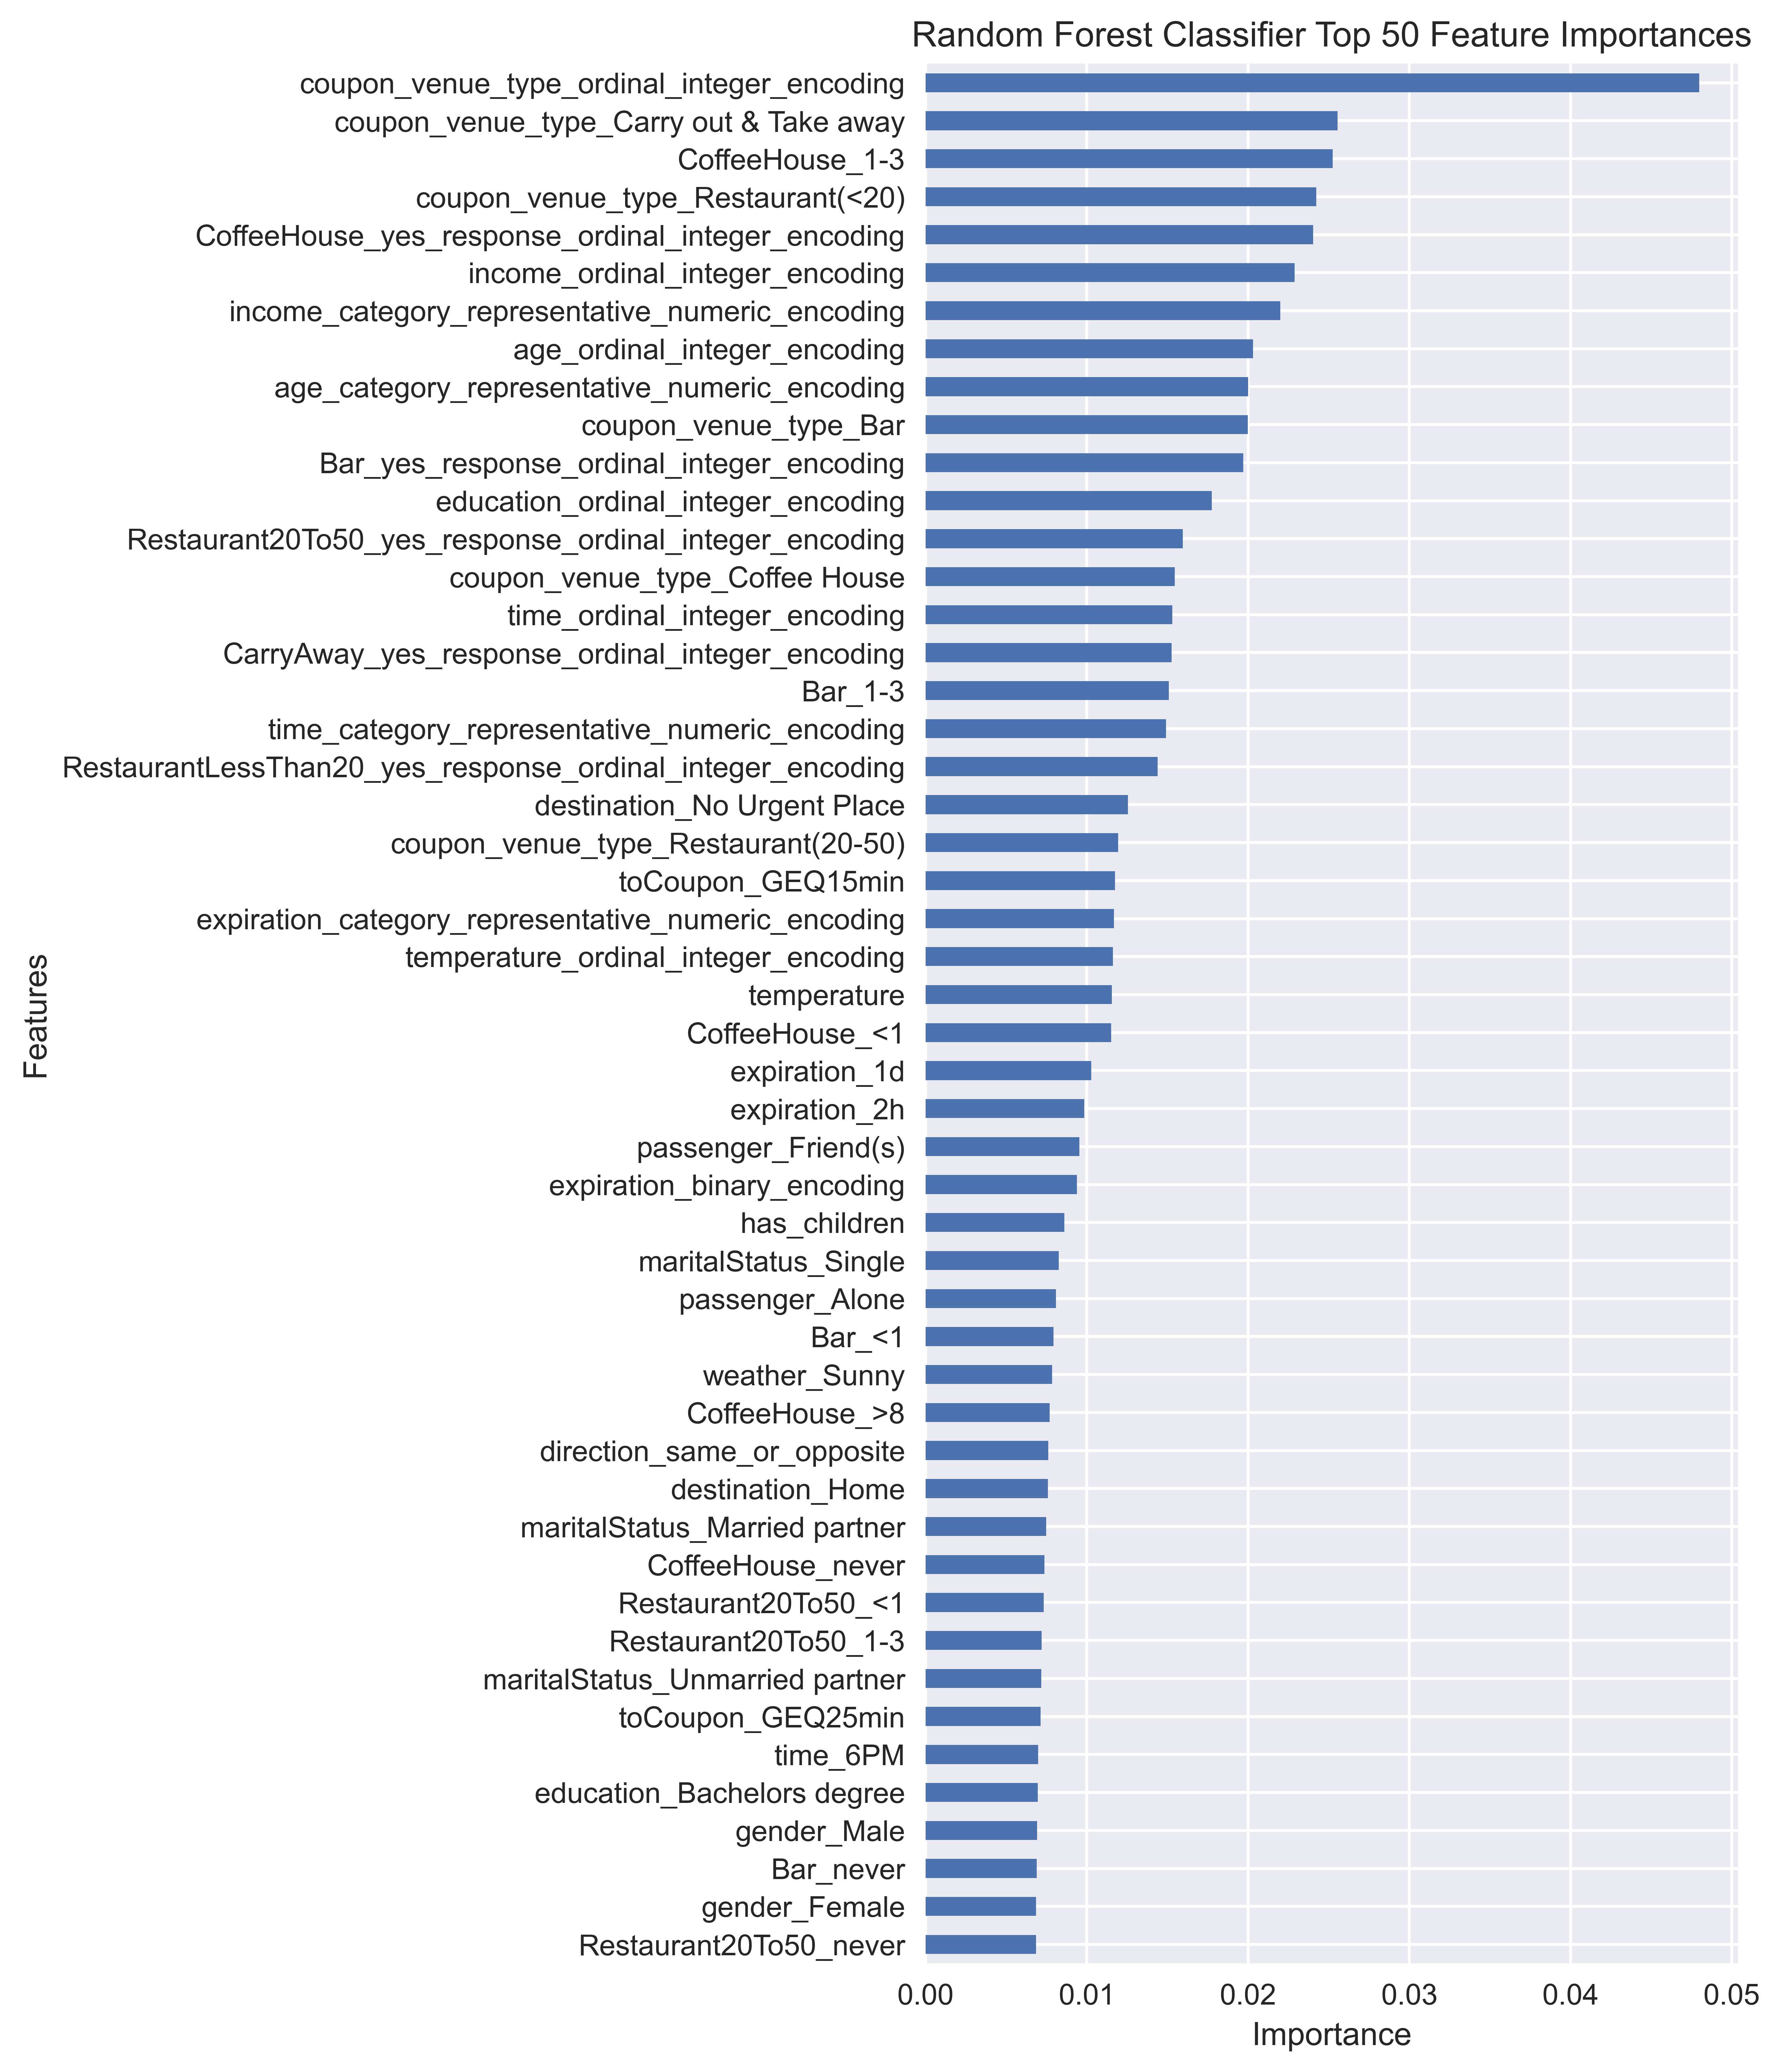 Random Forest Classifier Top 50 Feature Importances
coupon_venue_type_ordinal_integer_encoding
coupon_venue_type_Carry out & Take away
CoffeeHouse_1-3
coupon_venue_type_Restaurant(<20)
CoffeeHouse_yes_response_ordinal_integer_encoding
income_ordinal_integer_encoding
income_category_representative_numeric_encoding
age_ordinal_integer_encoding
age_category_representative_numeric_encoding
coupon_venue_type_Bar
Bar_yes_response_ordinal_integer_encoding
education_ordinal_integer_encoding
Restaurant20To50_yes_response_ordinal_integer_encoding
coupon_venue_type_Coffee House
time_ordinal_integer_encoding
CarryAway_yes_response_ordinal_integer_encoding
Bar_1-3
time_category_representative_numeric_encoding
RestaurantLessThan20_yes_response_ordinal_integer_encoding
destination_No Urgent Place
coupon_venue_type_Restaurant(20-50)
toCoupon_GEQ15min
expiration_category_representative_numeric_encoding
temperature_ordinal_integer_encoding
temperature
CoffeeHouse_<1
expiration_1d
expiration_2h
passenger_Friend(s)
expiration_binary_encoding
has_children
maritalStatus_Single
passenger_Alone
Bar_<1
weather_Sunny
CoffeeHouse_>8
direction_same_or_opposite
destination_Home
maritalStatus_Married partner
CoffeeHouse_never
Restaurant20To50_<1
Restaurant20To50_1-3
maritalStatus_Unmarried partner
toCoupon_GEQ25min
time_6PM
education_Bachelors degree
gender_Male
Bar_never
gender_Female
Restaurant20To50_never
Features
0.00 0.01 0.02 0.03 0.04 0.05
Importance